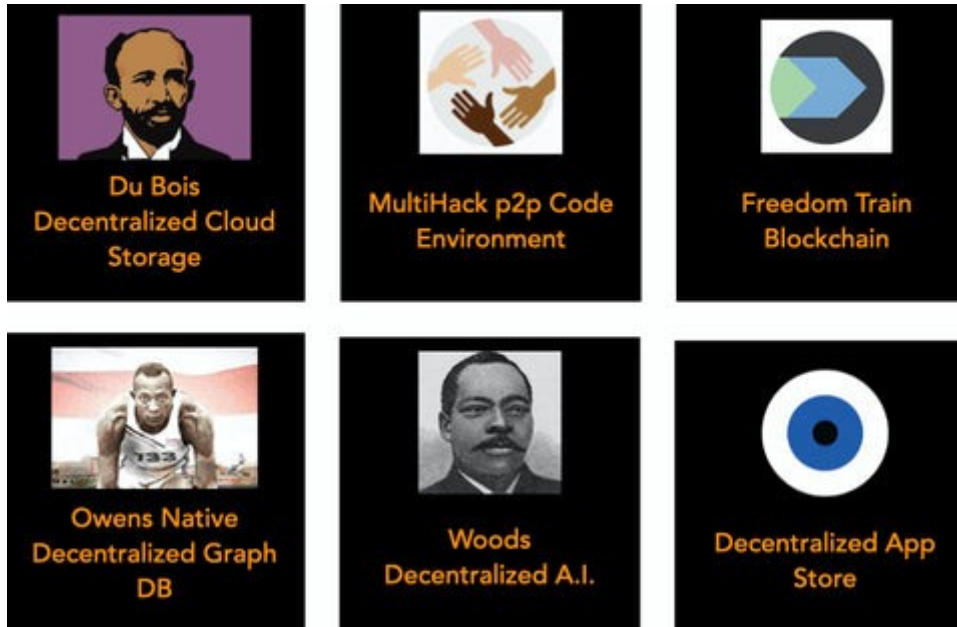 Du Bois
Decentralized Cloud
Storage
MultiHack p2p Code
Environment
Freedom Train
Blockchain
133
Owens Native
Decentralized Graph
DB
Woods
Decentralized A.I.
Decentralized App
Store